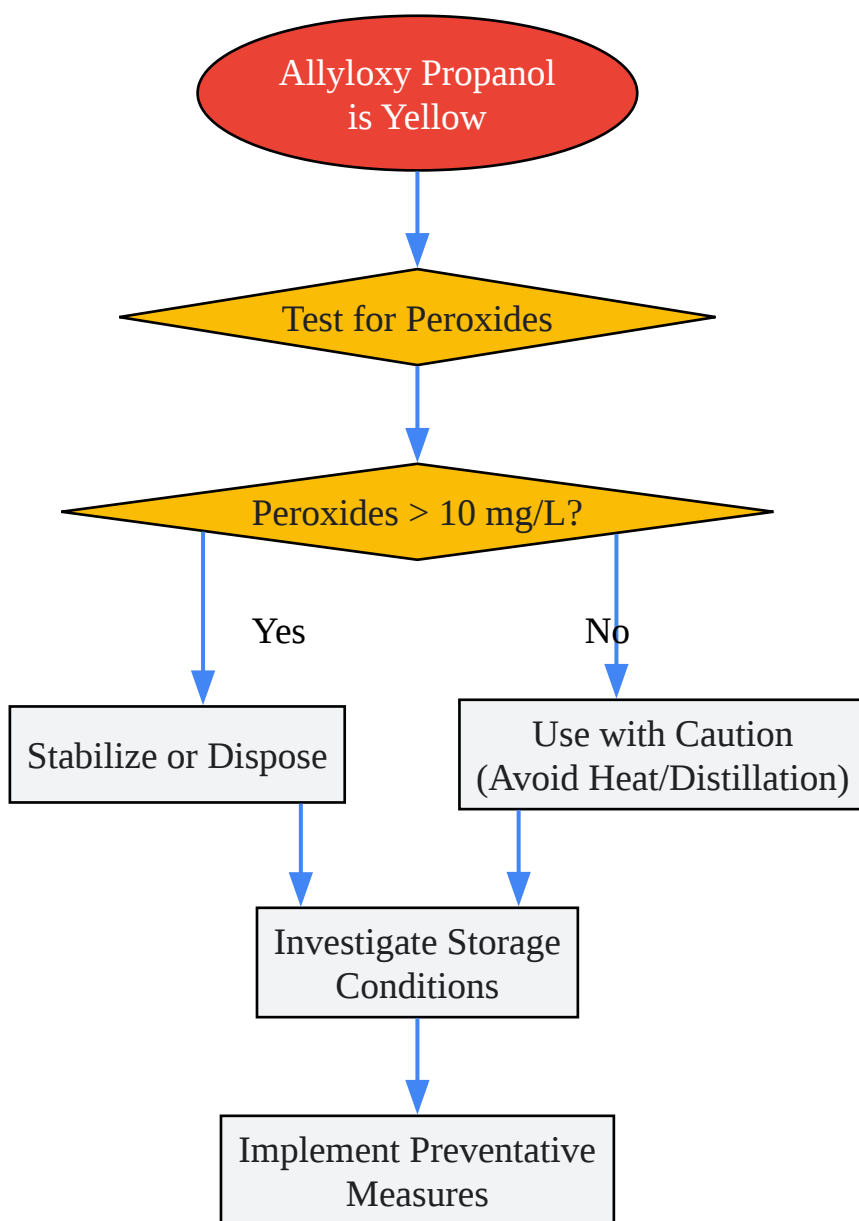 Allyloxy Propanol
is Yellow
Test for Peroxides
Peroxides > 10 mg/L?
Yes
No
Stabilize or Dispose
Use with Caution
(Avoid Heat/Distillation)
Investigate Storage
Conditions
Implement Preventative
Measures